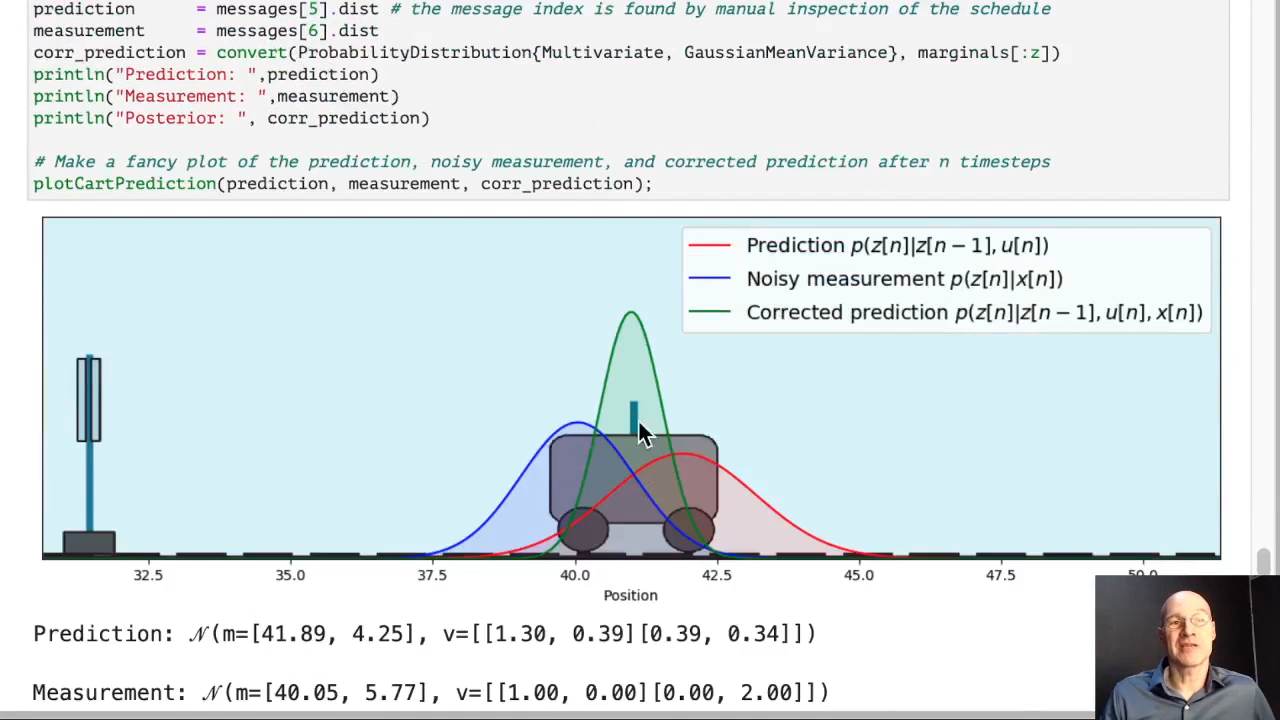 prediction      = messages[5].dist # the message index is found by manual inspection of the schedule
measurement     = messages[6].dist
corr_prediction = convert(ProbabilityDistribution{Multivariate, GaussianMeanVariance}, marginals[:z])
println("Prediction: ",prediction)
println("Measurement: ",measurement)
println("Posterior: ", corr_prediction)
# Make a fancy plot of the prediction, noisy measurement, and corrected prediction after n timesteps
plotCartPrediction(prediction, measurement, corr_prediction);
Prediction p(z[n]|z[n − 1], u[n])
Noisy measurement p(z[n]|x[n])
Corrected prediction p(z[n]|z[n − 1], u[n], x[n])
32.5 35.0 37.5 40.0 42.5 45.0 47.5 50.0
Position
Prediction: 𝒩(m=[41.89, 4.25], v=[[1.30, 0.39][0.39, 0.34]])
Measurement: 𝒩(m=[40.05, 5.77], v=[[1.00, 0.00][0.00, 2.00]])